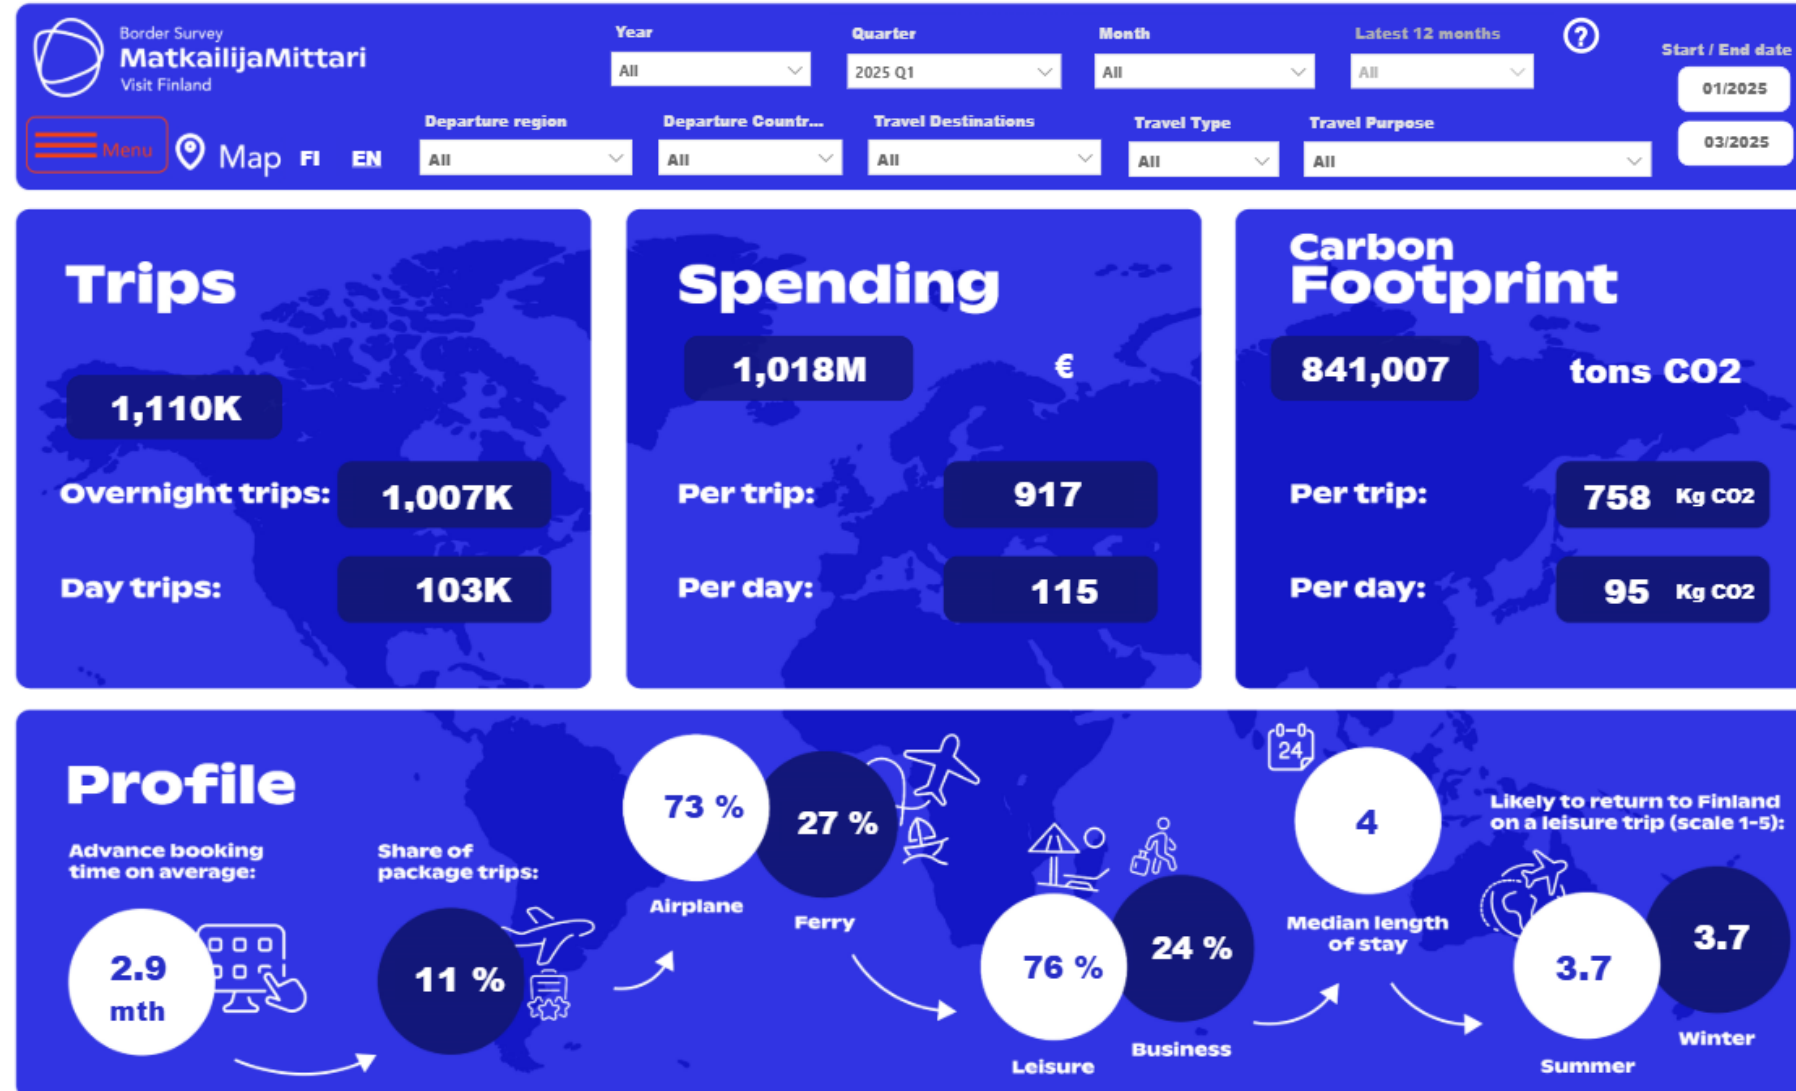 Border Survey
MatkailijaMittari
Visit Finland
Year
All
Quarter
2025 Q1
Month
All
Latest 12 months
All
?
Start / End date
01/2025
03/2025
Menu
Map
FI
EN
Departure region
All
Departure Countr...
All
Travel Destinations
All
Travel Type
All
Travel Purpose
All
Trips
1,110K
Overnight trips:
1,007K
Day trips:
103K
Spending
1,018M
€
Per trip:
917
Per day:
115
Carbon
Footprint
841,007
tons CO2
Per trip:
758 Kg CO2
Per day:
95 Kg CO2
Profile
Advance booking
time on average:
2.9
mth
Share of
package trips:
11 %
73 %
Airplane
27 %
Ferry
76 %
Leisure
24 %
Business
24
4
Median length
of stay
Likely to return to Finland
on a leisure trip (scale 1-5):
3.7
Summer
3.7
Winter